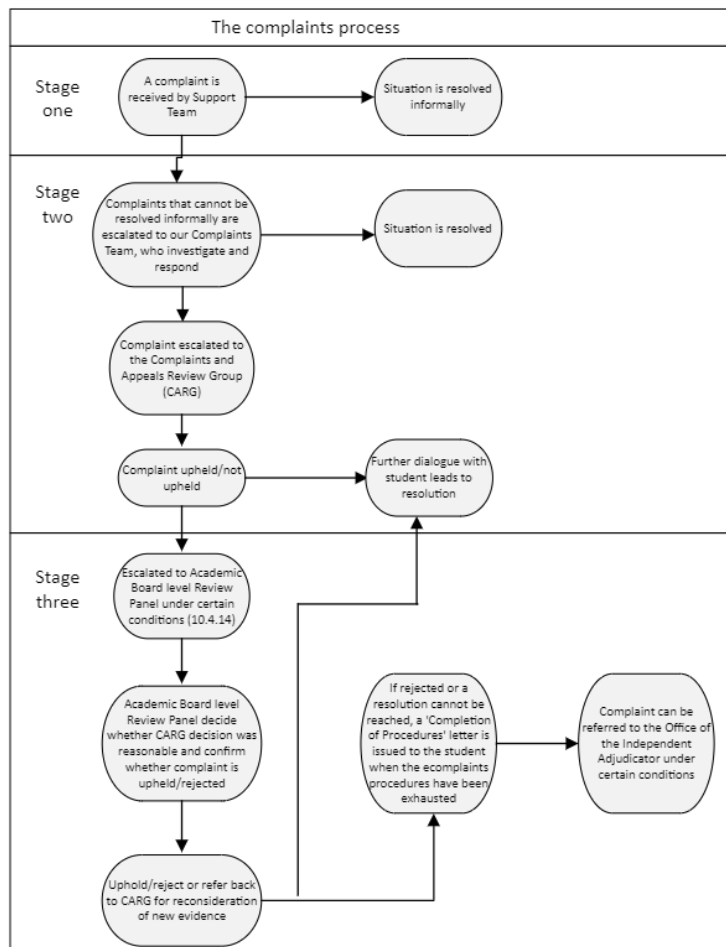 The complaints process
Stage
one
A complaint is
received by Support
Team
Situation is resolved
informally
Stage
two
Complaints that cannot be
resolved informally are
escalated to our Complaints
Team, who investigate and
respond
Situation is resolved
Complaint escalated to
the Complaints and
Appeals Review Group
(CARG)
Complaint upheld/not
upheld
Further dialogue with
student leads to
resolution
Stage
three
Escalated to Academic
Board level Review
Panel under certain
conditions (10.4.14)
Academic Board level
Review Panel decide
whether CARG decision was
reasonable and confirm
whether complaint is
upheld/rejected
If rejected or a
resolution cannot be
reached, a 'Completion
of Procedures' letter is
issued to the student
when the ecomplaints
procedures have been
exhausted
Complaint can be
referred to the Office of
the Independent
Adjudicator under
certain conditions
Uphold/reject or refer back
to CARG for reconsideration
of new evidence